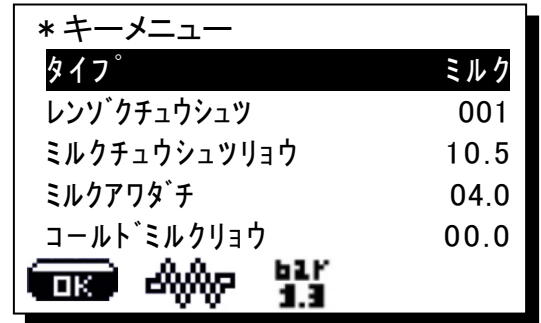 *キーメニュー
タイプ ミルク
レンゾクチュウシュツ 001
ミルクチュウシュツリョウ 10.5
ミルクアワダチ 04.0
コールドミルクリョウ 00.0
OK bar
1.3